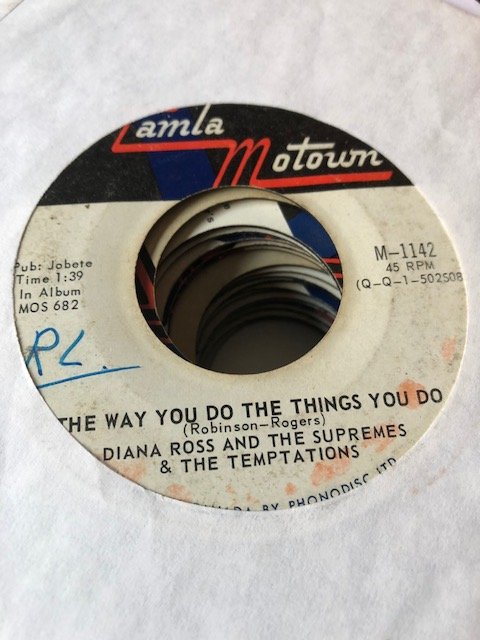 Tamla
Motown
Pub: Jobete
Time 1:39
In Album
MOS 682
M-1142
45 RPM
(Q-Q-1-502508
PL.
THE WAY YOU DO THE THINGS YOU DO
(Robinson-Rogers)
DIANA ROSS AND THE SUPREMES
& THE TEMPTATIONS
BY PHONODISC LTD